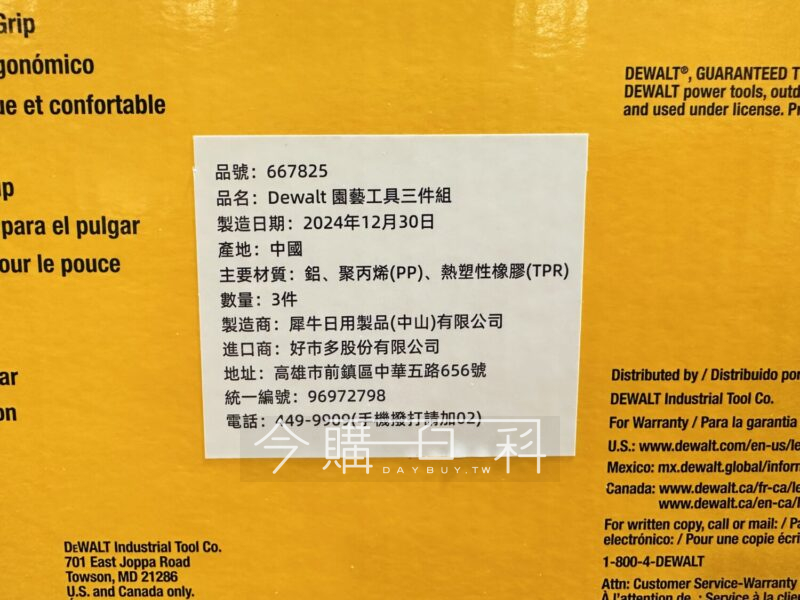 Grip
gonómico
ue et confortable
para el pulgar
our le pouce
DEWALT®, GUARANTEED T
DEWALT power tools, outd
and used under license.
品號：667825
品名：Dewalt 園藝工具三件組
製造日期：2024年12月30日
產地：中國
主要材質：鋁、聚丙烯(PP)、熱塑性橡膠(TPR)
數量：3件
製造商：犀牛日用製品(中山)有限公司
進口商：好市多股份有限公司
地址：高雄市前鎮區中華五路656號
統一編號：96972798
電話：449-9909(手機撥打請加02)
今購百科
DAYBUY.TW
ar
on
Distributed by / Distribuido po
DEWALT Industrial Tool Co.
For Warranty / Para la garantía
U.S.: www.dewalt.com/en-us/le
Mexico: mx.dewalt.global/inform
Canada: www.dewalt.ca/fr-ca/le
www.dewalt.ca/en-ca/l
For written copy, call or mail: / Pa
electrónico: / Pour une copie écri
1-800-4-DEWALT
Attn: Customer Service-Warranty
À l'attention de : Service à la clie
DEWALT Industrial Tool Co.
701 East Joppa Road
Towson, MD 21286
U.S. and Canada only.